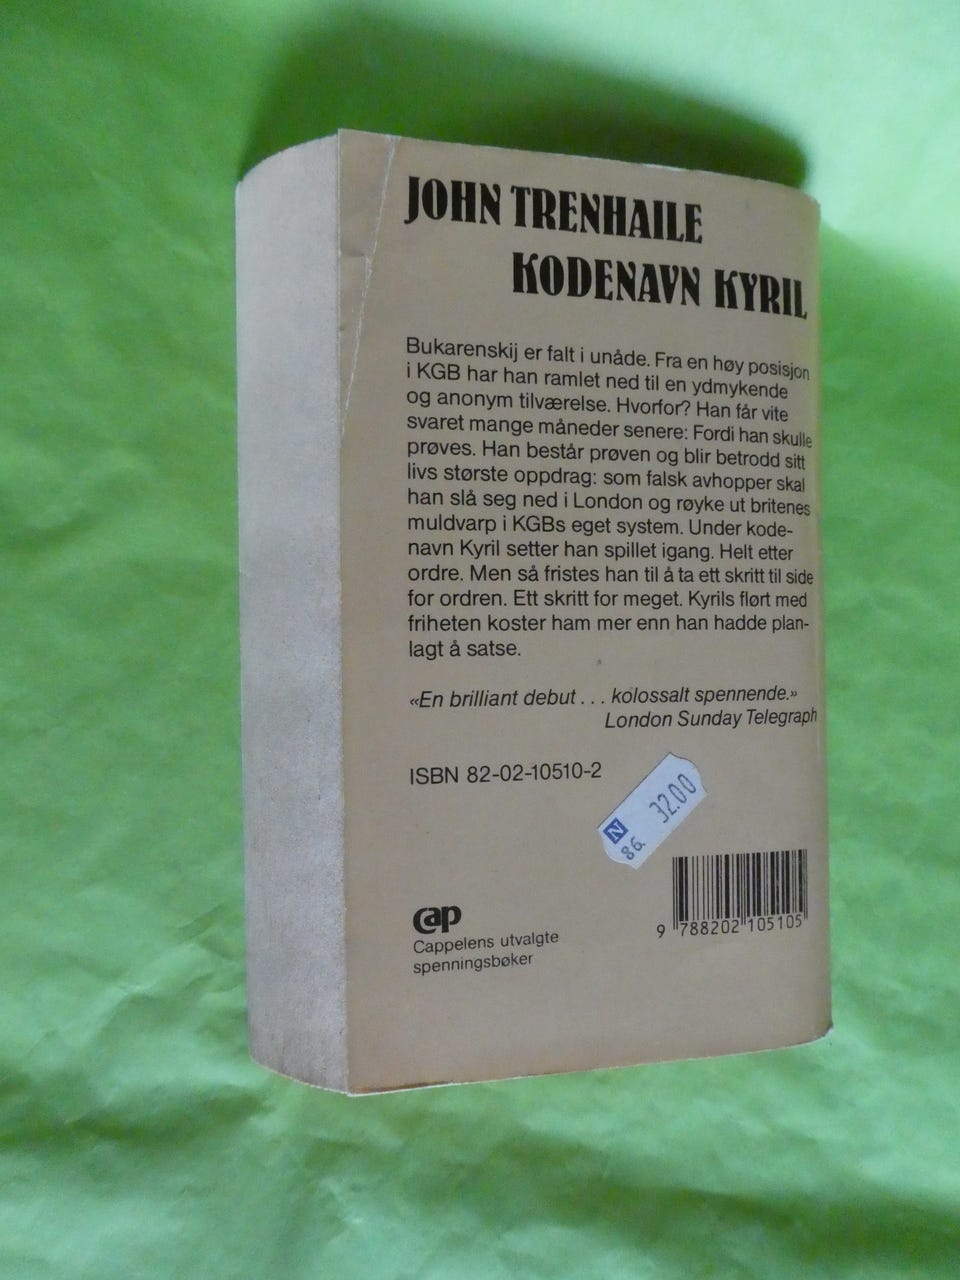 JOHN TRENHAILE
KODENAVN KYRIL
Bukarenskij er falt i unåde. Fra en høy posisjon
i KGB har han ramlet ned til en ydmykende
og anonym tilværelse. Hvorfor? Han får vite
svaret mange måneder senere: Fordi han skulle
prøves. Han består prøven og blir betrodd sitt
livs største oppdrag: som falsk avhopper skal
han slå seg ned i London og røyke ut britenes
muldvarp i KGBs eget system. Under kode-
navn Kyril setter han spillet igang. Helt etter
ordre. Men så fristes han til å ta ett skritt til side
for ordren. Ett skritt for meget. Kyrils flørt med
friheten koster ham mer enn han hadde plan-
lagt å satse.
«En brilliant debut . . . kolossalt spennende.»
London Sunday Telegraph
ISBN 82-02-10510-2
N 32.00
86.
cap
Cappelens utvalgte
spenningsbøker
9 788202 105105